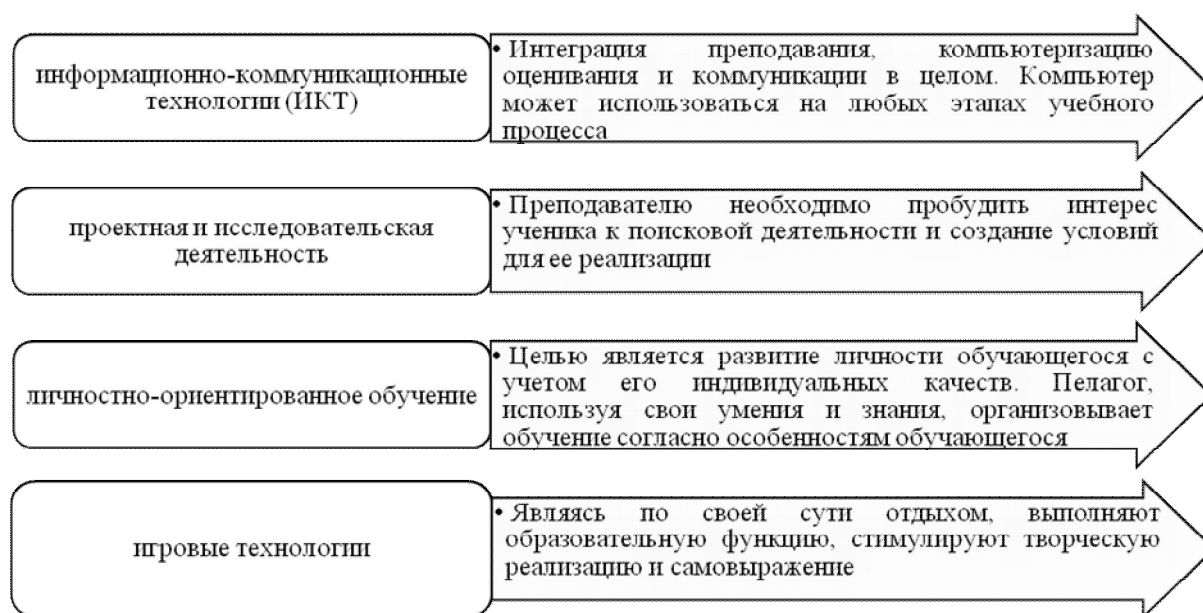 информационно-коммуникационные
технологии (ИКТ)
• Интеграция преподавания, компьютеризацию
оценивания и коммуникации в целом. Компьютер
может использоваться на любых этапах учебного
процесса
проектная и исследовательская
деятельность
• Преподавателю необходимо пробудить интерес
ученика к поисковой деятельности и создание условий
для ее реализации
личностно-ориентированное обучение
• Целью является развитие личности обучающегося с
учетом его индивидуальных качеств. Пелагог,
используя свои умения и знания, организовывает
обучение согласно особенностям обучающегося
игровые технологии
• Являясь по своей сути отдыхом, выполняют
образовательную функцию, стимулируют творческую
реализацию и самовыражение